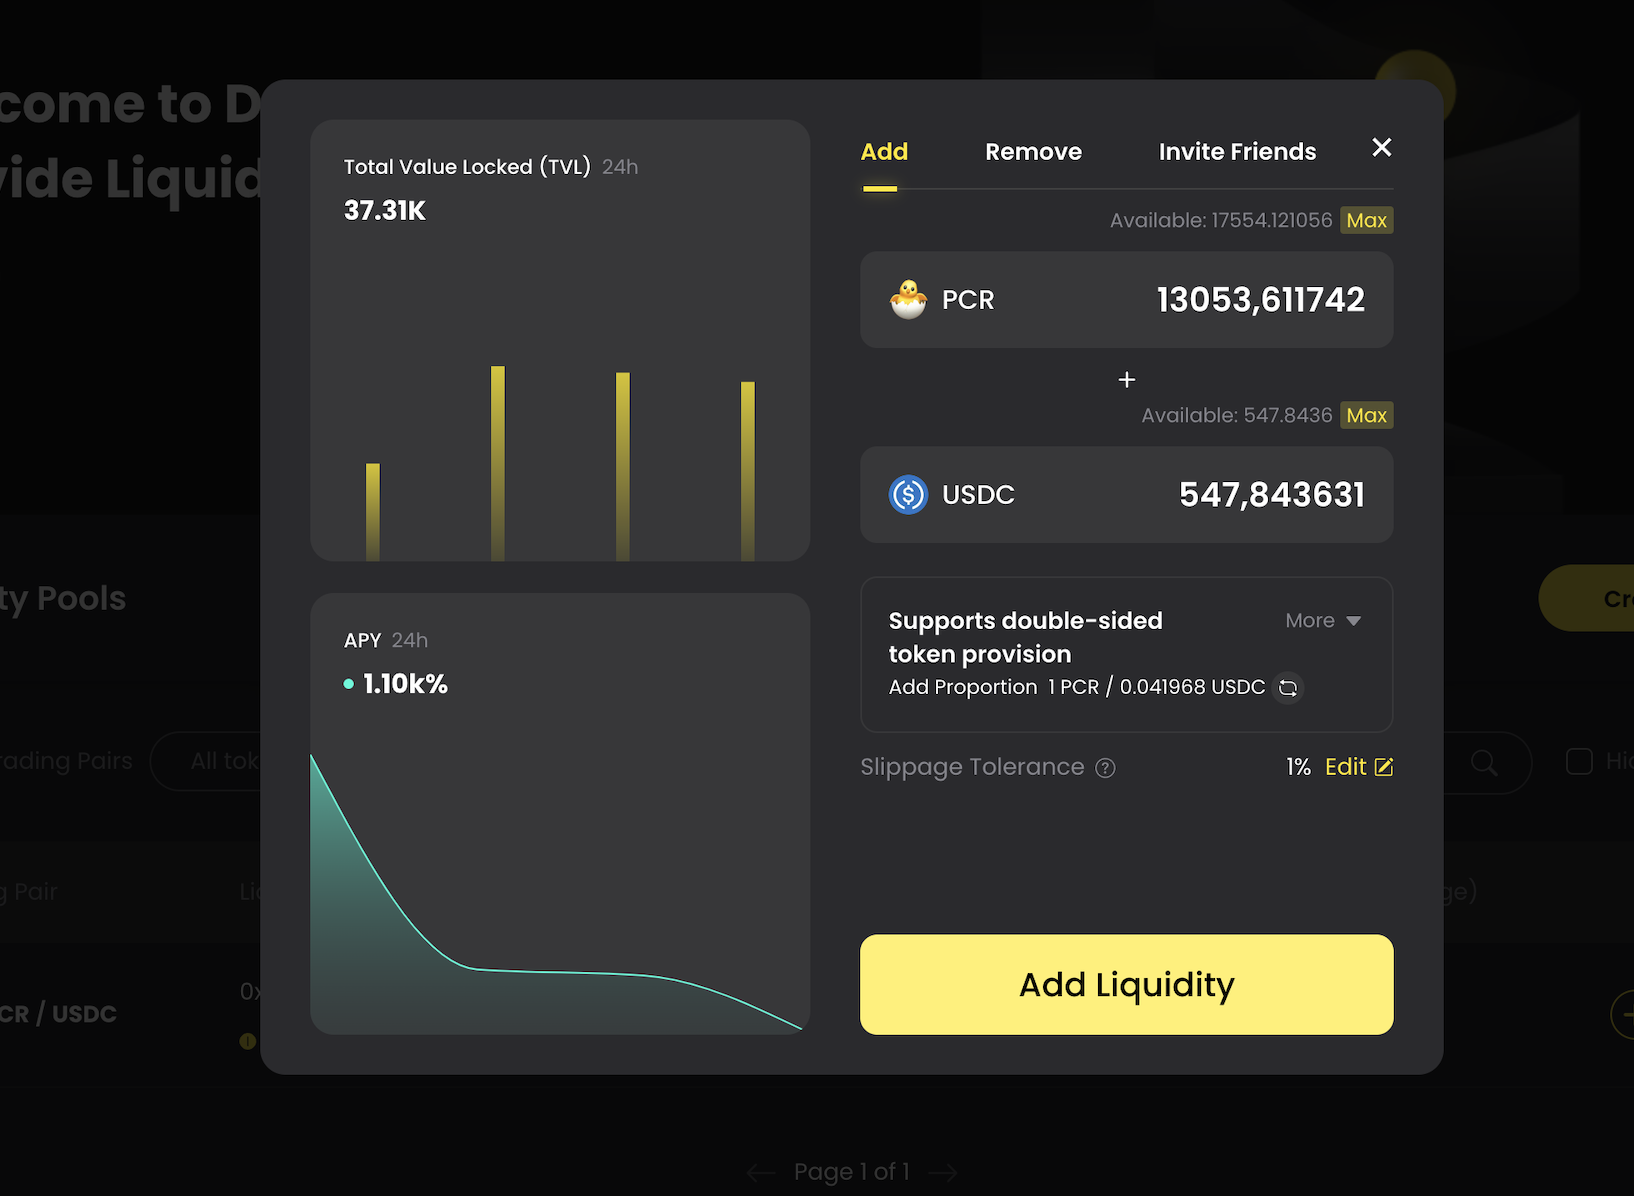 come to D
vide Liquid
Total Value Locked (TVL) 24h
37.31K
Add Remove Invite Friends
Available: 17554.121056 Max
PCR 13053,611742
+
Available: 547.8436 Max
USDC 547,843631
ty Pools
Cr
APY 24h
1.10k%
Supports double-sided More
token provision
Add Proportion 1 PCR / 0.041968 USDC
rading Pairs All tok
Slippage Tolerance ? 1% Edit
Hi
g Pair Li
ge)
Add Liquidity
0x
CR / USDC
Page 1 of 1